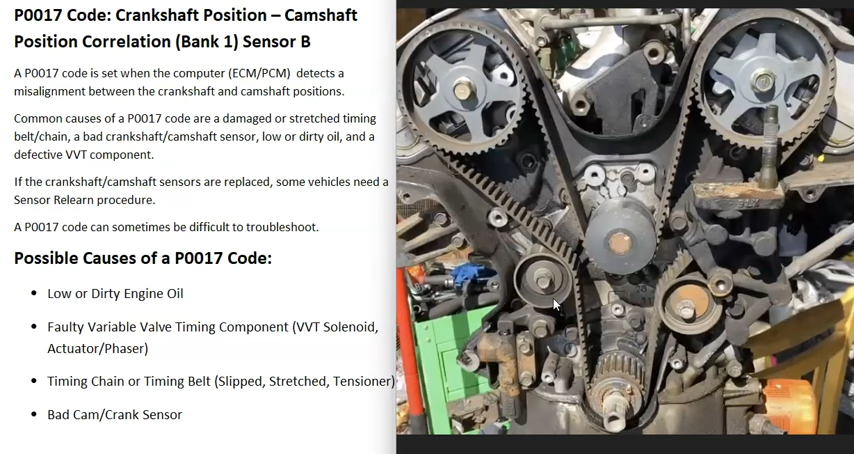 P0017 Code: Crankshaft Position – Camshaft
Position Correlation (Bank 1) Sensor B
A P0017 code is set when the computer (ECM/PCM) detects a
misalignment between the crankshaft and camshaft positions.
Common causes of a P0017 code are a damaged or stretched timing
belt/chain, a bad crankshaft/camshaft sensor, low or dirty oil, and a
defective VVT component.
If the crankshaft/camshaft sensors are replaced, some vehicles need a
Sensor Relearn procedure.
A P0017 code can sometimes be difficult to troubleshoot.
Possible Causes of a P0017 Code:
• Low or Dirty Engine Oil
• Faulty Variable Valve Timing Component (VVT Solenoid,
Actuator/Phaser)
• Timing Chain or Timing Belt (Slipped, Stretched, Tensioner)
• Bad Cam/Crank Sensor